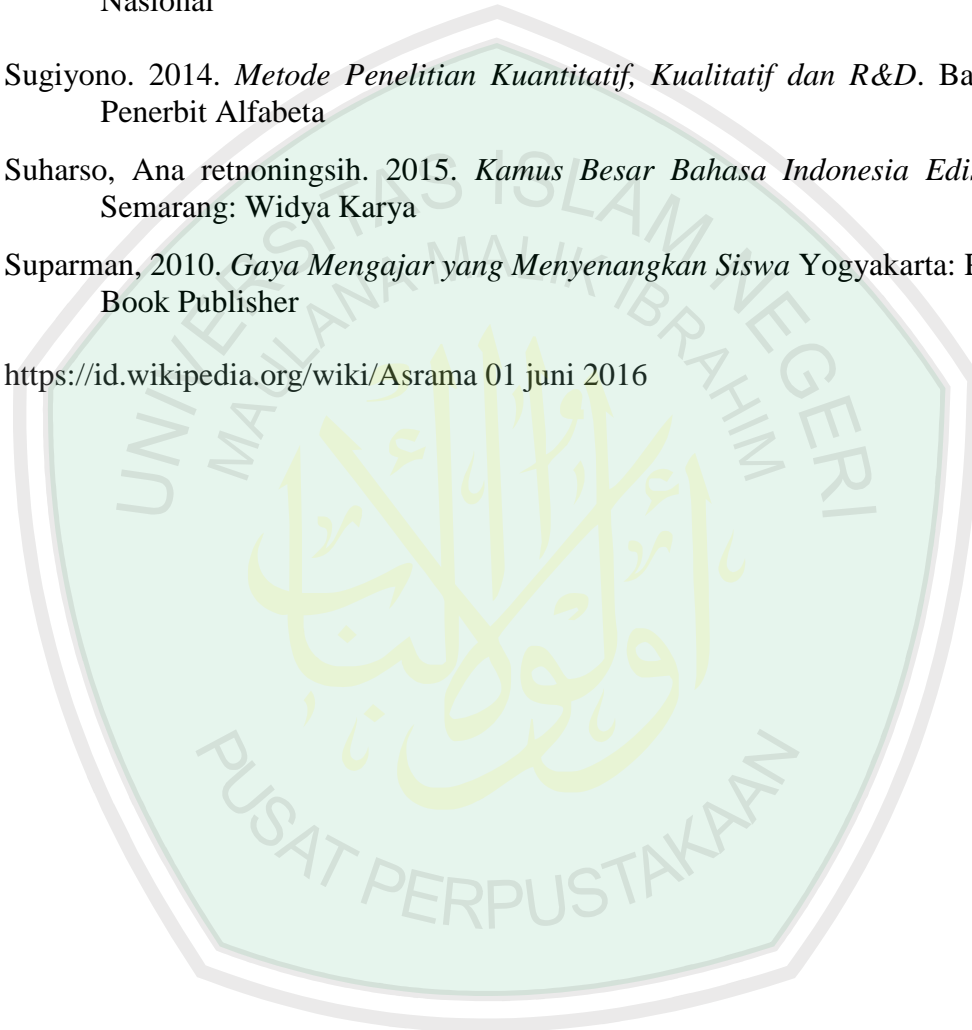 Nasional
Sugiyono. 2014. Metode Penelitian Kuantitatif, Kualitatif dan R&D. Ba
Penerbit Alfabeta
Suharso, Ana retnoningsih. 2015. Kamus Besar Bahasa Indonesia Edis
Semarang: Widya Karya
Suparman, 2010. Gaya Mengajar yang Menyenangkan Siswa Yogyakarta: 
Book Publisher
https://id.wikipedia.org/wiki/Asrama 01 juni 2016
UNIVERSITAS ISLAM NEGERI
MAULANA MALIK IBRAHIM
PUSAT PERPUSTAKAAN